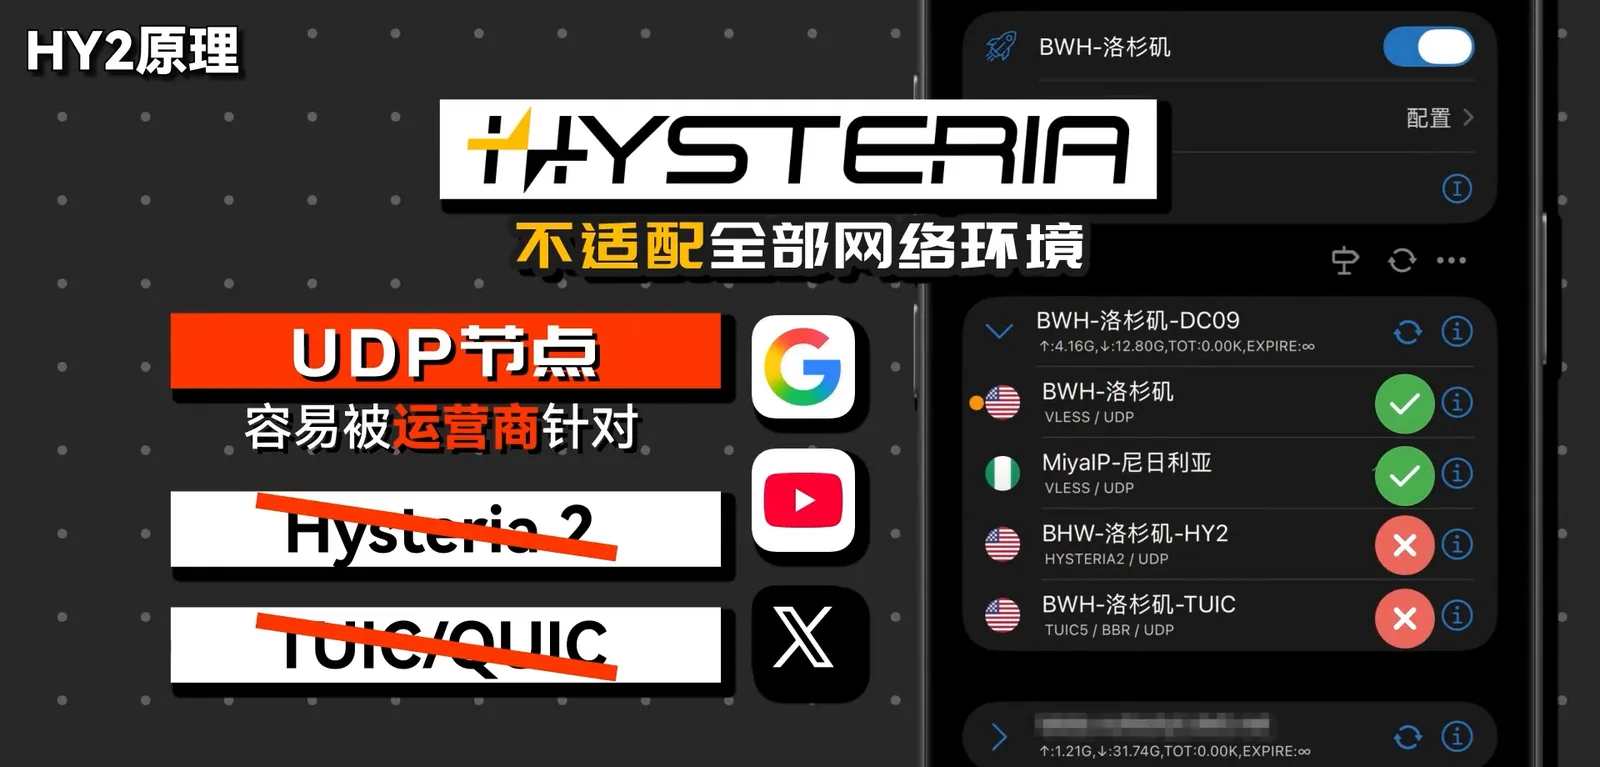 HY2原理
HYSTERIA
不适配全部网络环境
UDP节点
容易被运营商针对
Hysteria 2
TUIC/QUIC
BWH-洛杉矶
配置
BWH-洛杉矶-DC09
↑:4.16G,↓:12.80G,TOT:0.00K,EXPIRE:∞
BWH-洛杉矶
VLESS / UDP
MiyaIP-尼日利亚
VLESS / UDP
BHW-洛杉矶-HY2
HYSTERIA2 / UDP
BWH-洛杉矶-TUIC
TUIC5 / BBR / UDP
↑:1.21G,↓:31.74G,TOT:0.00K,EXPIRE:∞